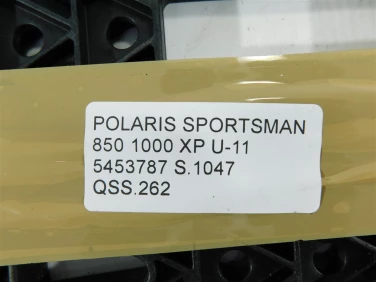 POLARIS SPORTSMAN
850 1000 XP U-11
5453787 S.1047
QSS.262